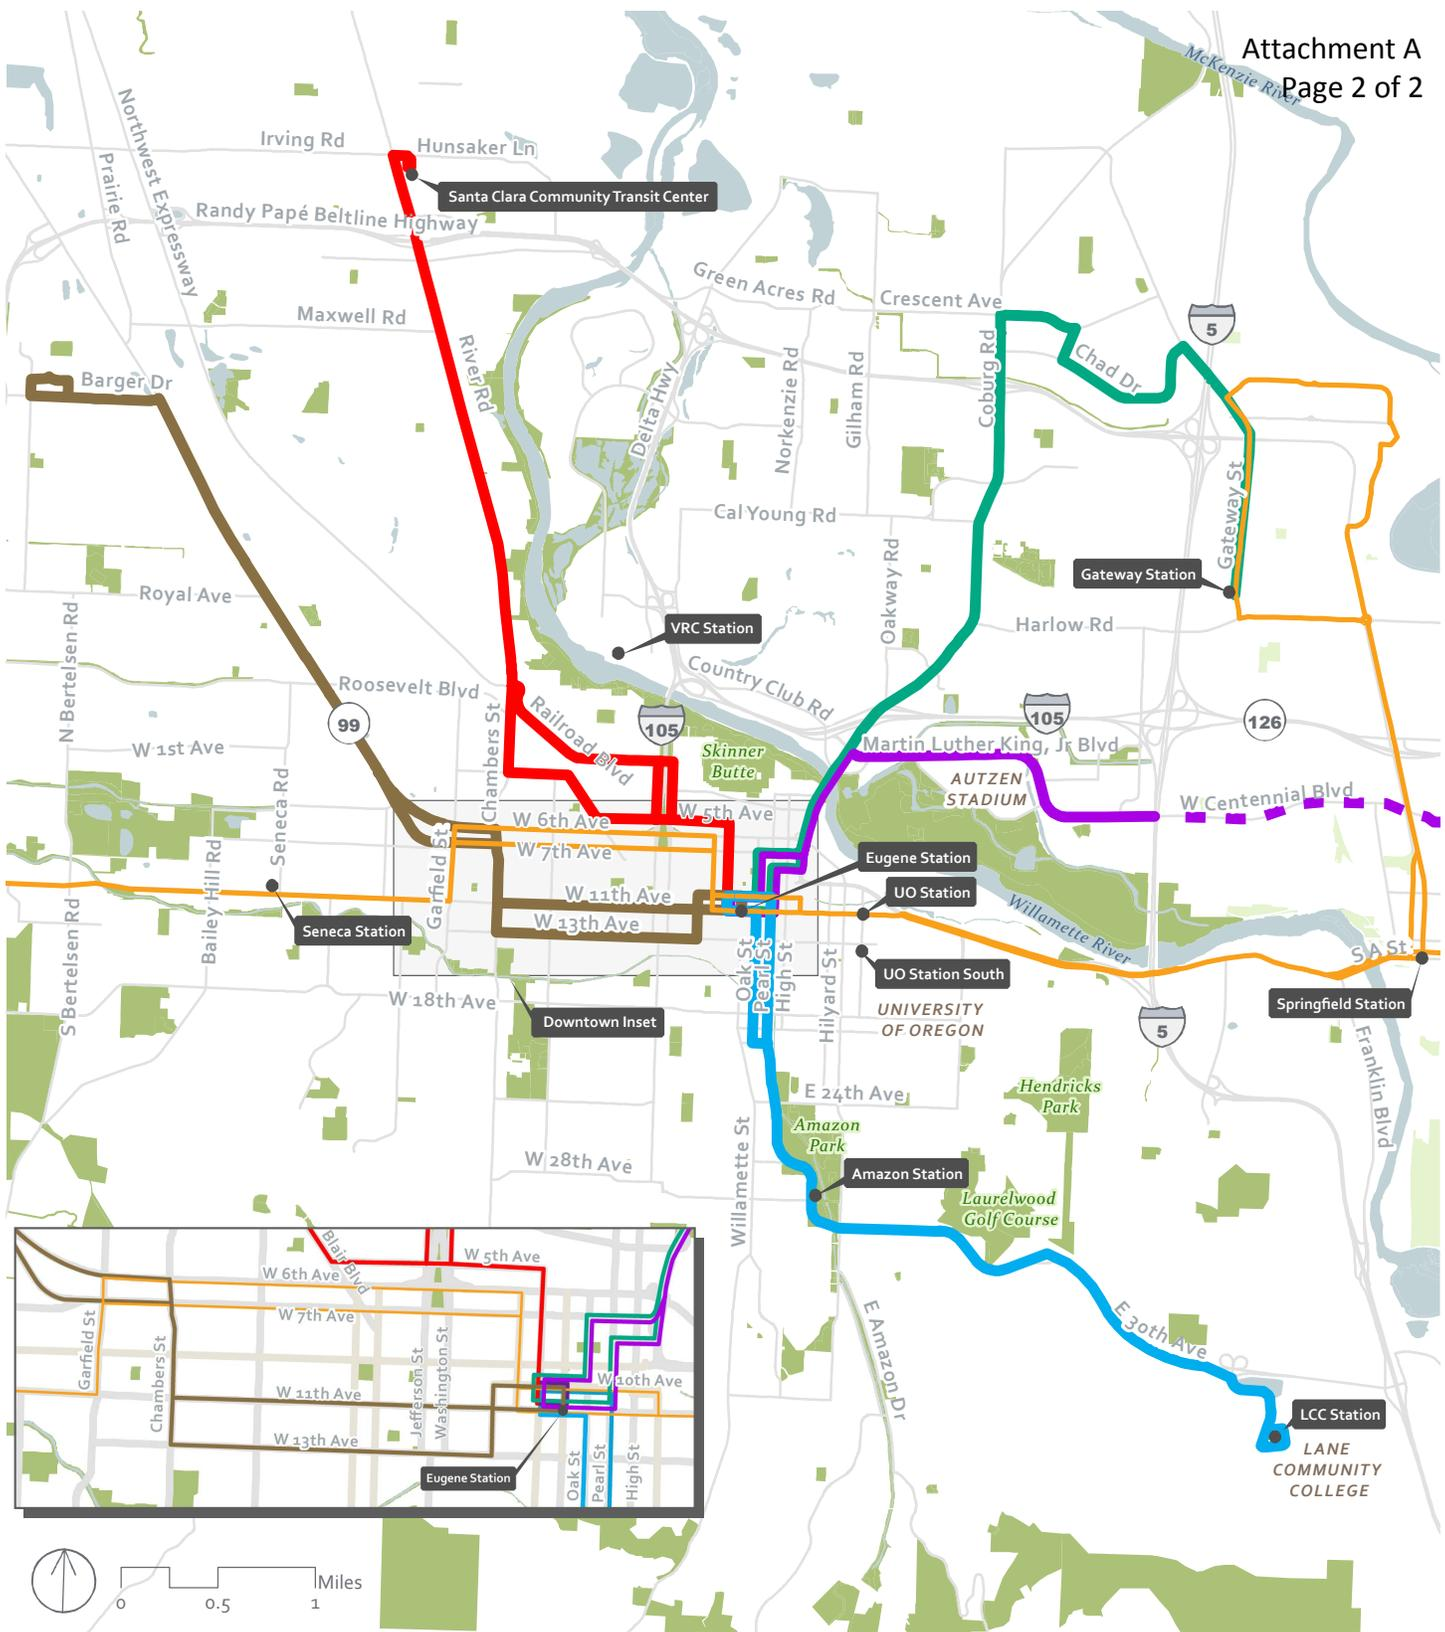 Attachment A
Page 2 of 2
McKenzie River
Northwest Expressway
Prairie Rd
Irving Rd
Hunsaker Ln
Santa Clara Community Transit Center
Randy Papé Beltline Highway
Green Acres Rd
Crescent Ave
5
Maxwell Rd
River Rd
Delta Hwy
Norkenzie Rd
Gilham Rd
Coburg Rd
Chad Dr
Barger Dr
Gateway St
Cal Young Rd
Oakway Rd
Gateway Station
Royal Ave
N Bertelsen Rd
VRC Station
Harlow Rd
Roosevelt Blvd
Country Club Rd
99
Railroad Blvd
105
105
126
W 1st Ave
Chambers St
Skinner
Butte
Martin Luther King, Jr Blvd
AUTZEN
STADIUM
W Centennial Blvd
Seneca Rd
W 5th Ave
W 6th Ave
W 7th Ave
Garfield St
Eugene Station
UO Station
W 11th Ave
W 13th Ave
Seneca Station
Bailey Hill Rd
S Bertelsen Rd
Willamette River
S A St
Oak St
Pearl St
High St
Hilyard St
UO Station South
Springfield Station
W 18th Ave
Downtown Inset
UNIVERSITY
OF OREGON
5
Franklin Blvd
Hendricks
Park
E 24th Ave
Amazon
Park
Willamette St
W 28th Ave
Amazon Station
Laurelwood
Golf Course
E 30th Ave
E Amazon Dr
LCC Station
LANE
COMMUNITY
COLLEGE
Blair Blvd
W 5th Ave
W 6th Ave
W 7th Ave
Garfield St
Chambers St
Jefferson St
Washington St
W 10th Ave
W 11th Ave
W 13th Ave
Eugene Station
Oak St
Pearl St
High St
Miles
0
0.5
1